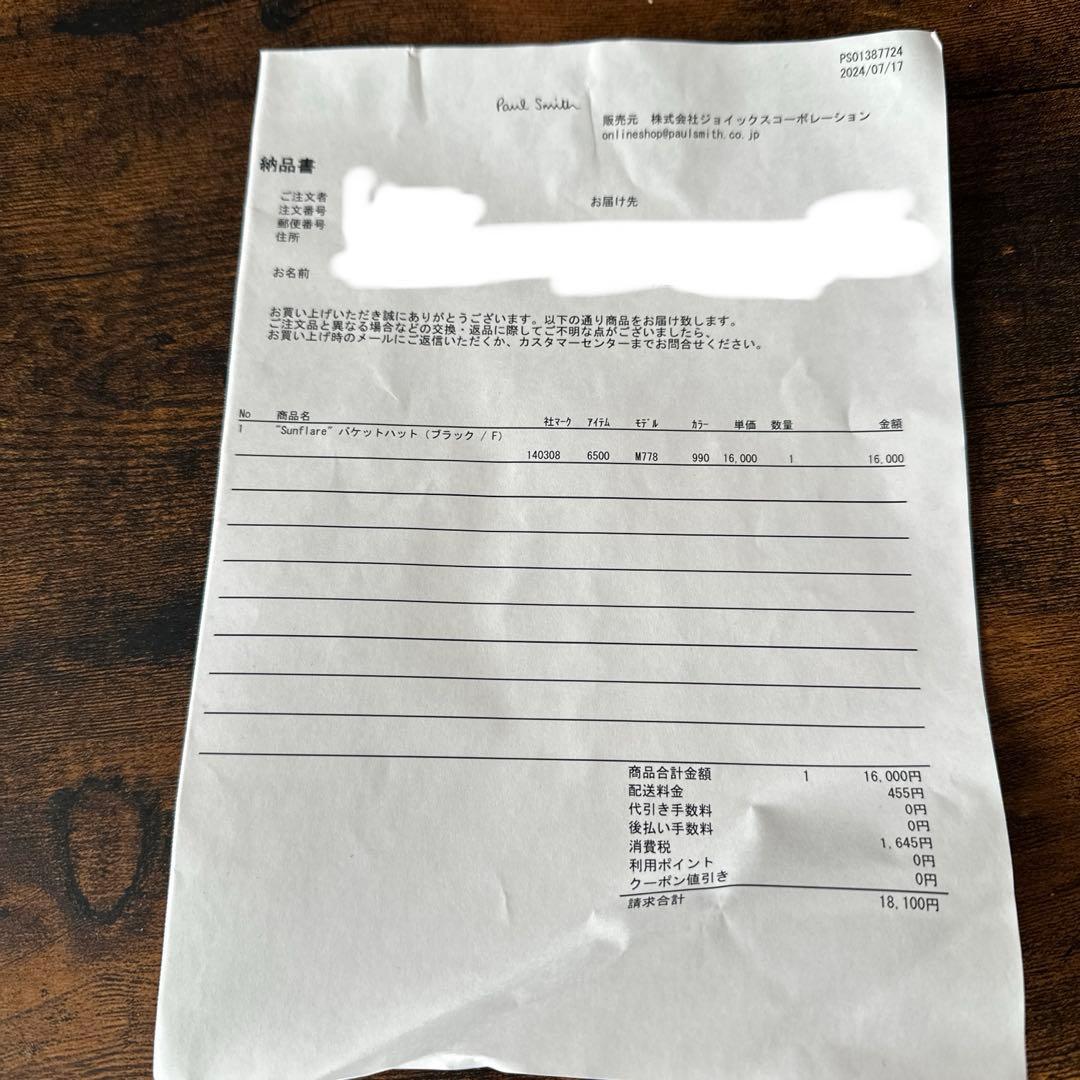 PS01387724
2024/07/17
Paul Smith
販売元 株式会社ジョイックスコーポレーション
onlineshop@paulsmith.co.jp
納品書
ご注文者
注文番号
郵便番号
住所
お名前
お届け先
お買い上げいただき誠にありがとうございます。以下の通り商品をお届け致します。
ご注文品と異なる場合などの交換・返品に際してご不明な点がございましたら、
お買い上げ時のメールにご返信いただくか、カスタマーセンターまでお問合せください。
No 商品名 社マーク アイテム モデル カラー 単価 数量 金額
1 "Sunflare" バケットハット (ブラック / F)
140308 6500 M778 990 16,000 1 16,000
商品合計金額 1 16,000円
配送料金 455円
代引き手数料 0円
後払い手数料 0円
消費税 1,645円
利用ポイント 0円
クーポン値引き 0円
請求合計 18,100円